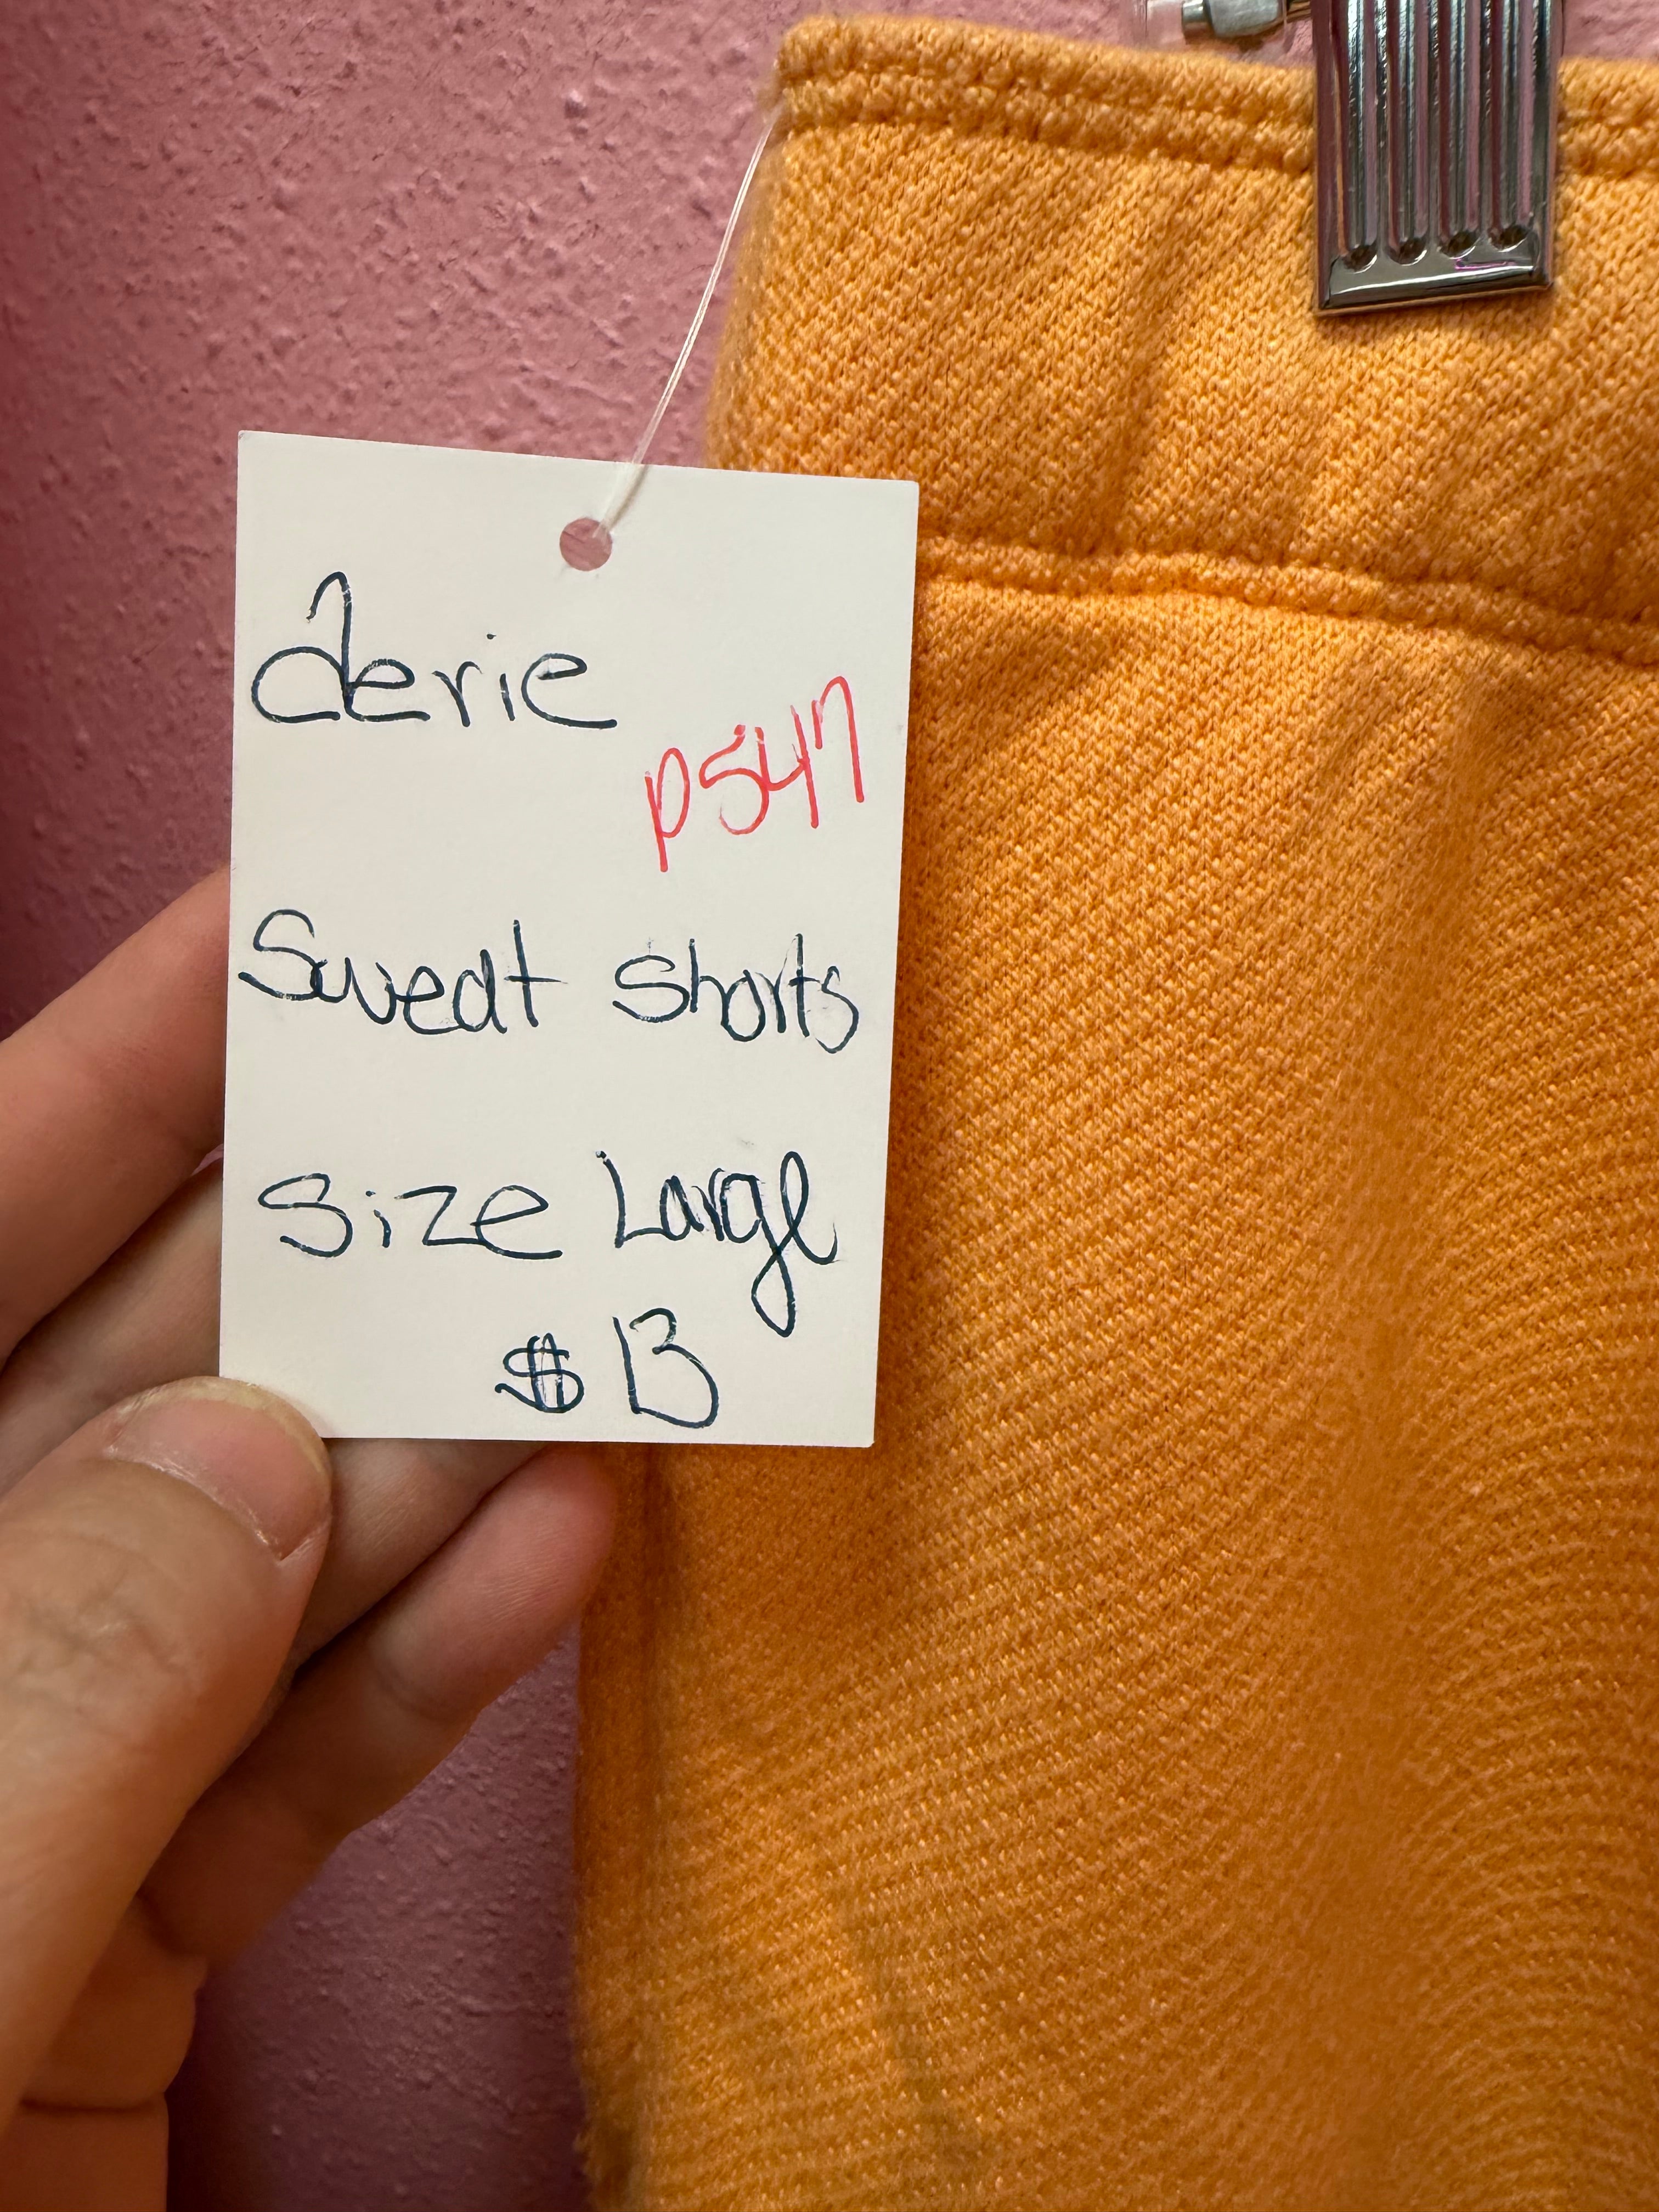 aerie
P547
Sweat Shorts
Size Large
$13